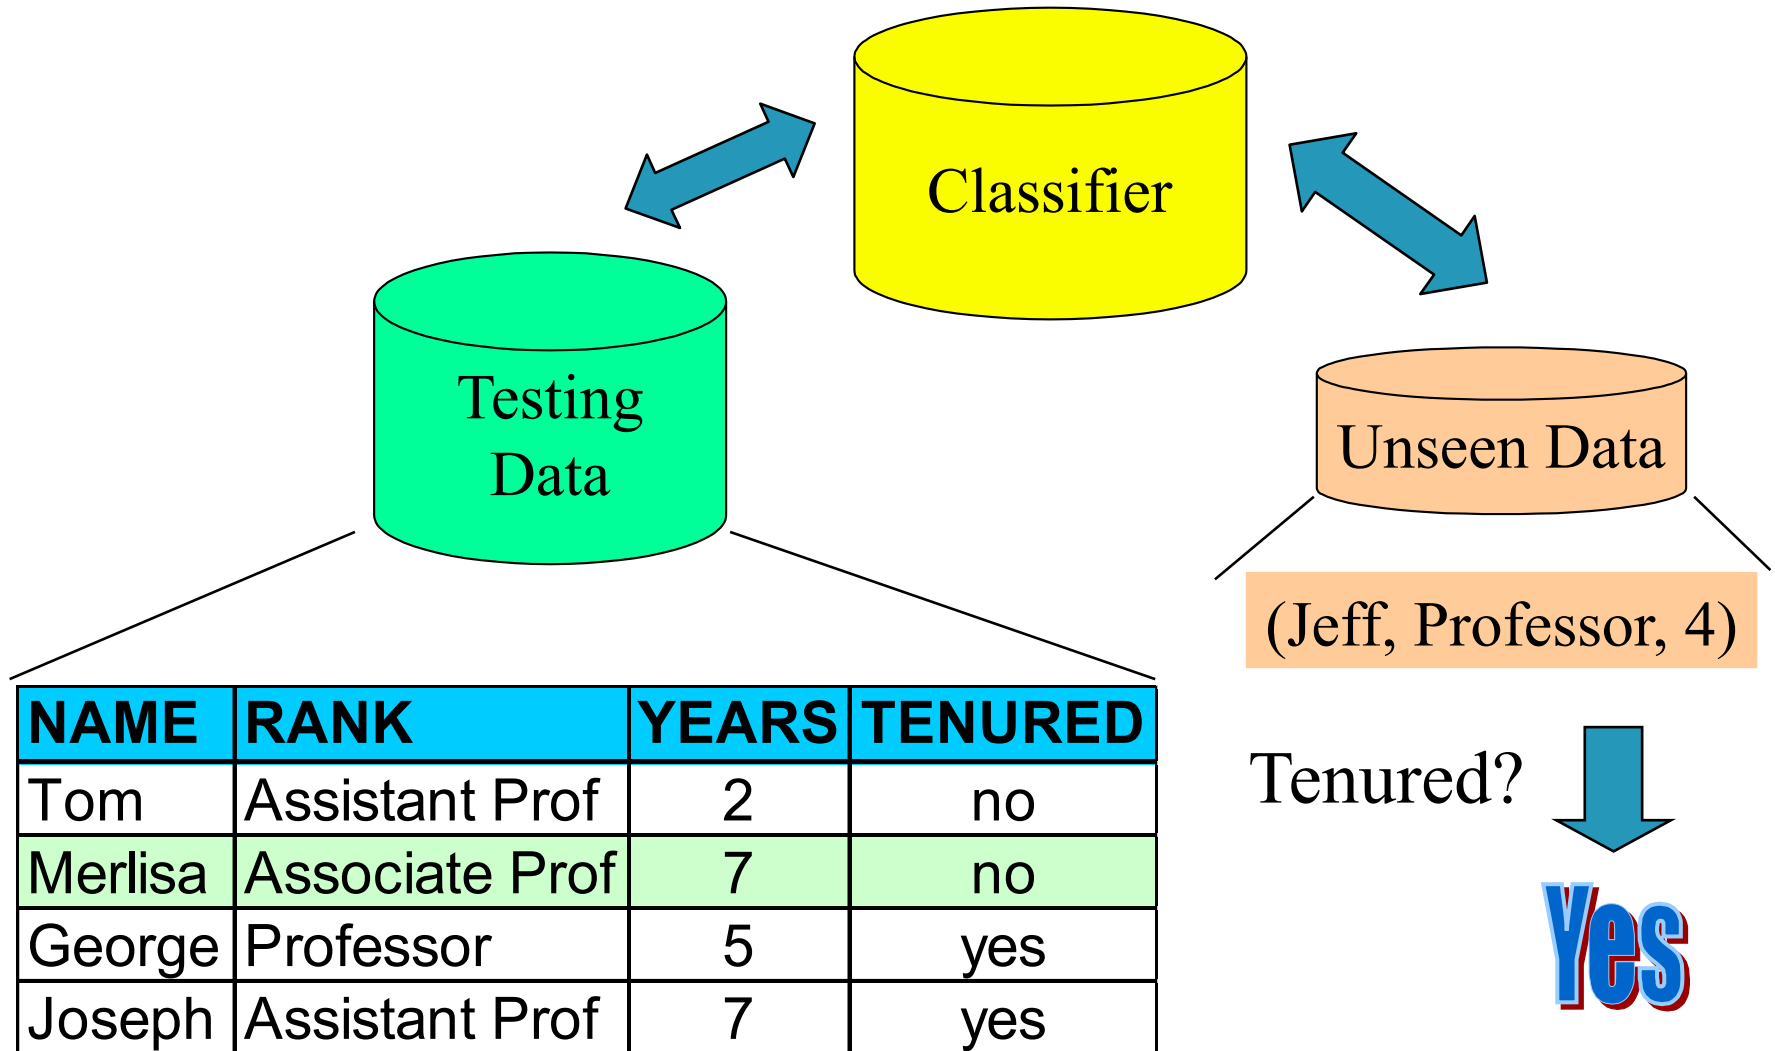 Classifier
Testing
Data
Unseen Data
(Jeff, Professor, 4)
NAME RANK YEARS TENURED
Tom Assistant Prof 2 no
Merlisa Associate Prof 7 no
George Professor 5 yes
Joseph Assistant Prof 7 yes
Tenured?
Yes